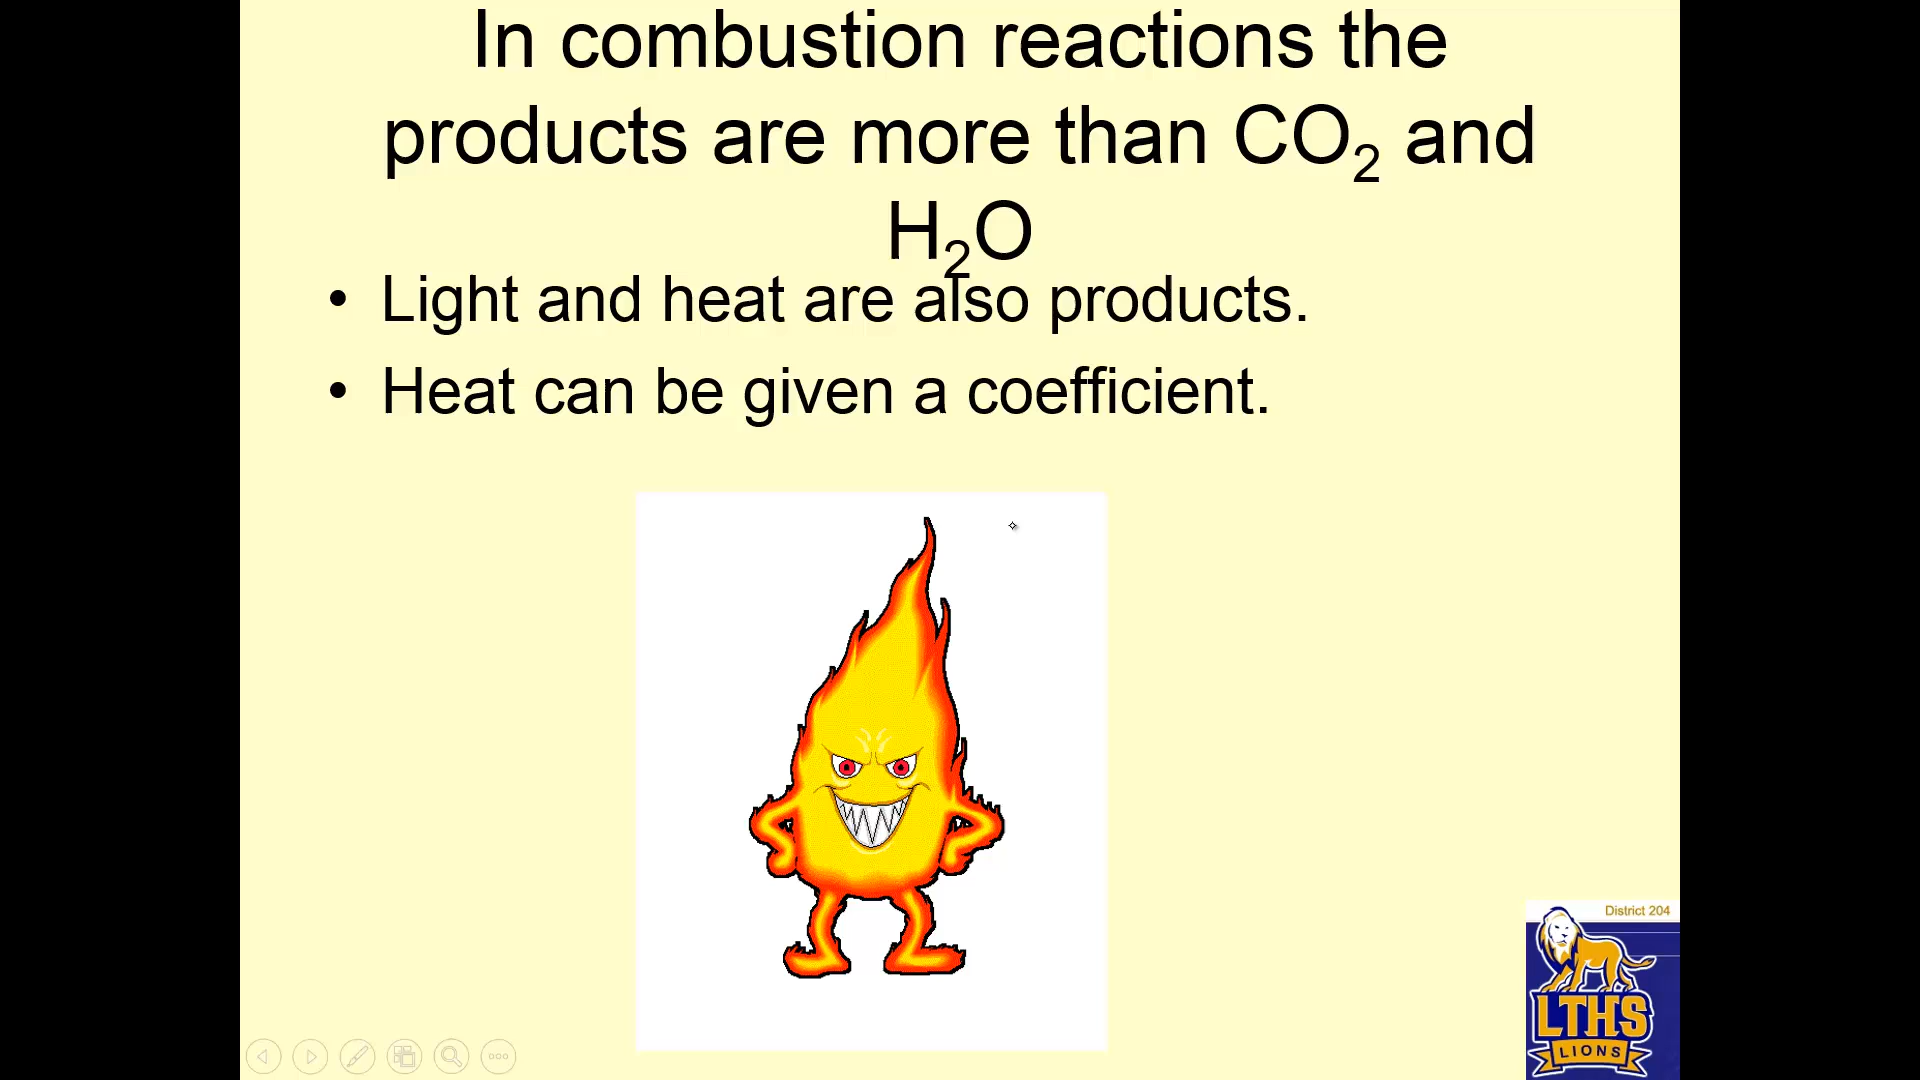 In combustion reactions the
products are more than CO₂ and
H₂O
• Light and heat are also products.
• Heat can be given a coefficient.
District 204
LTHS
LIONS